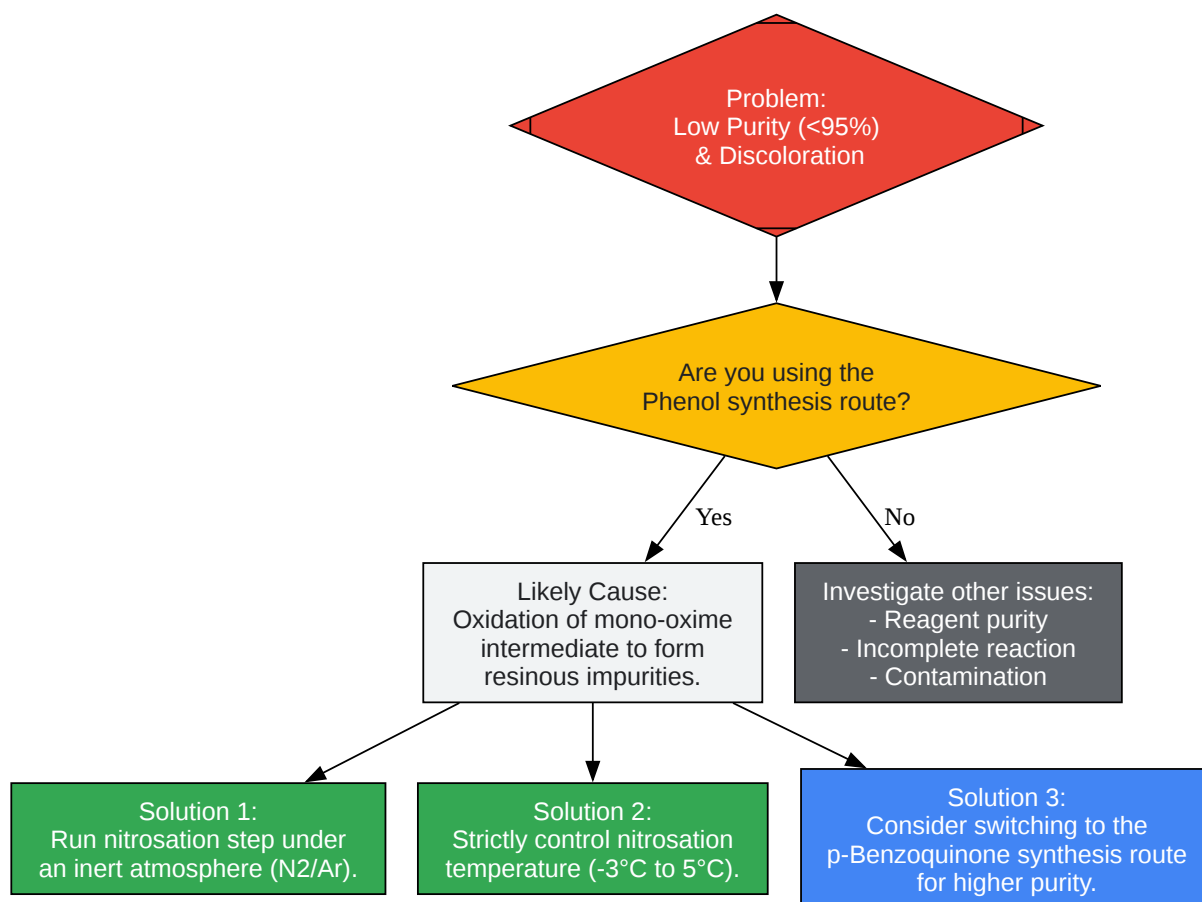 Problem:
Low Purity (<95%)
& Discoloration
Are you using the
Phenol synthesis route?
Yes
No
Likely Cause:
Oxidation of mono-oxime
intermediate to form
resinous impurities.
Investigate other issues:
- Reagent purity
- Incomplete reaction
- Contamination
Solution 1:
Run nitrosation step under
an inert atmosphere (N2/Ar).
Solution 2:
Strictly control nitrosation
temperature (-3°C to 5°C).
Solution 3:
Consider switching to the
p-Benzoquinone synthesis route
for higher purity.